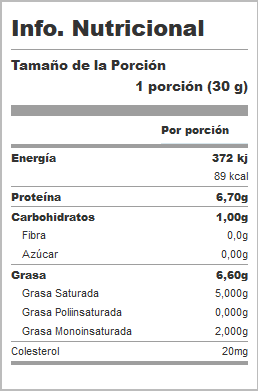 Info. Nutricional
Tamaño de la Porción
1 porción (30 g)
Por porción
Energía 372 kj
89 kcal
Proteína 6,70g
Carbohidratos 1,00g
Fibra 0,0g
Azúcar 0,00g
Grasa 6,60g
Grasa Saturada 5,000g
Grasa Poliinsaturada 0,000g
Grasa Monoinsaturada 2,000g
Colesterol 20mg